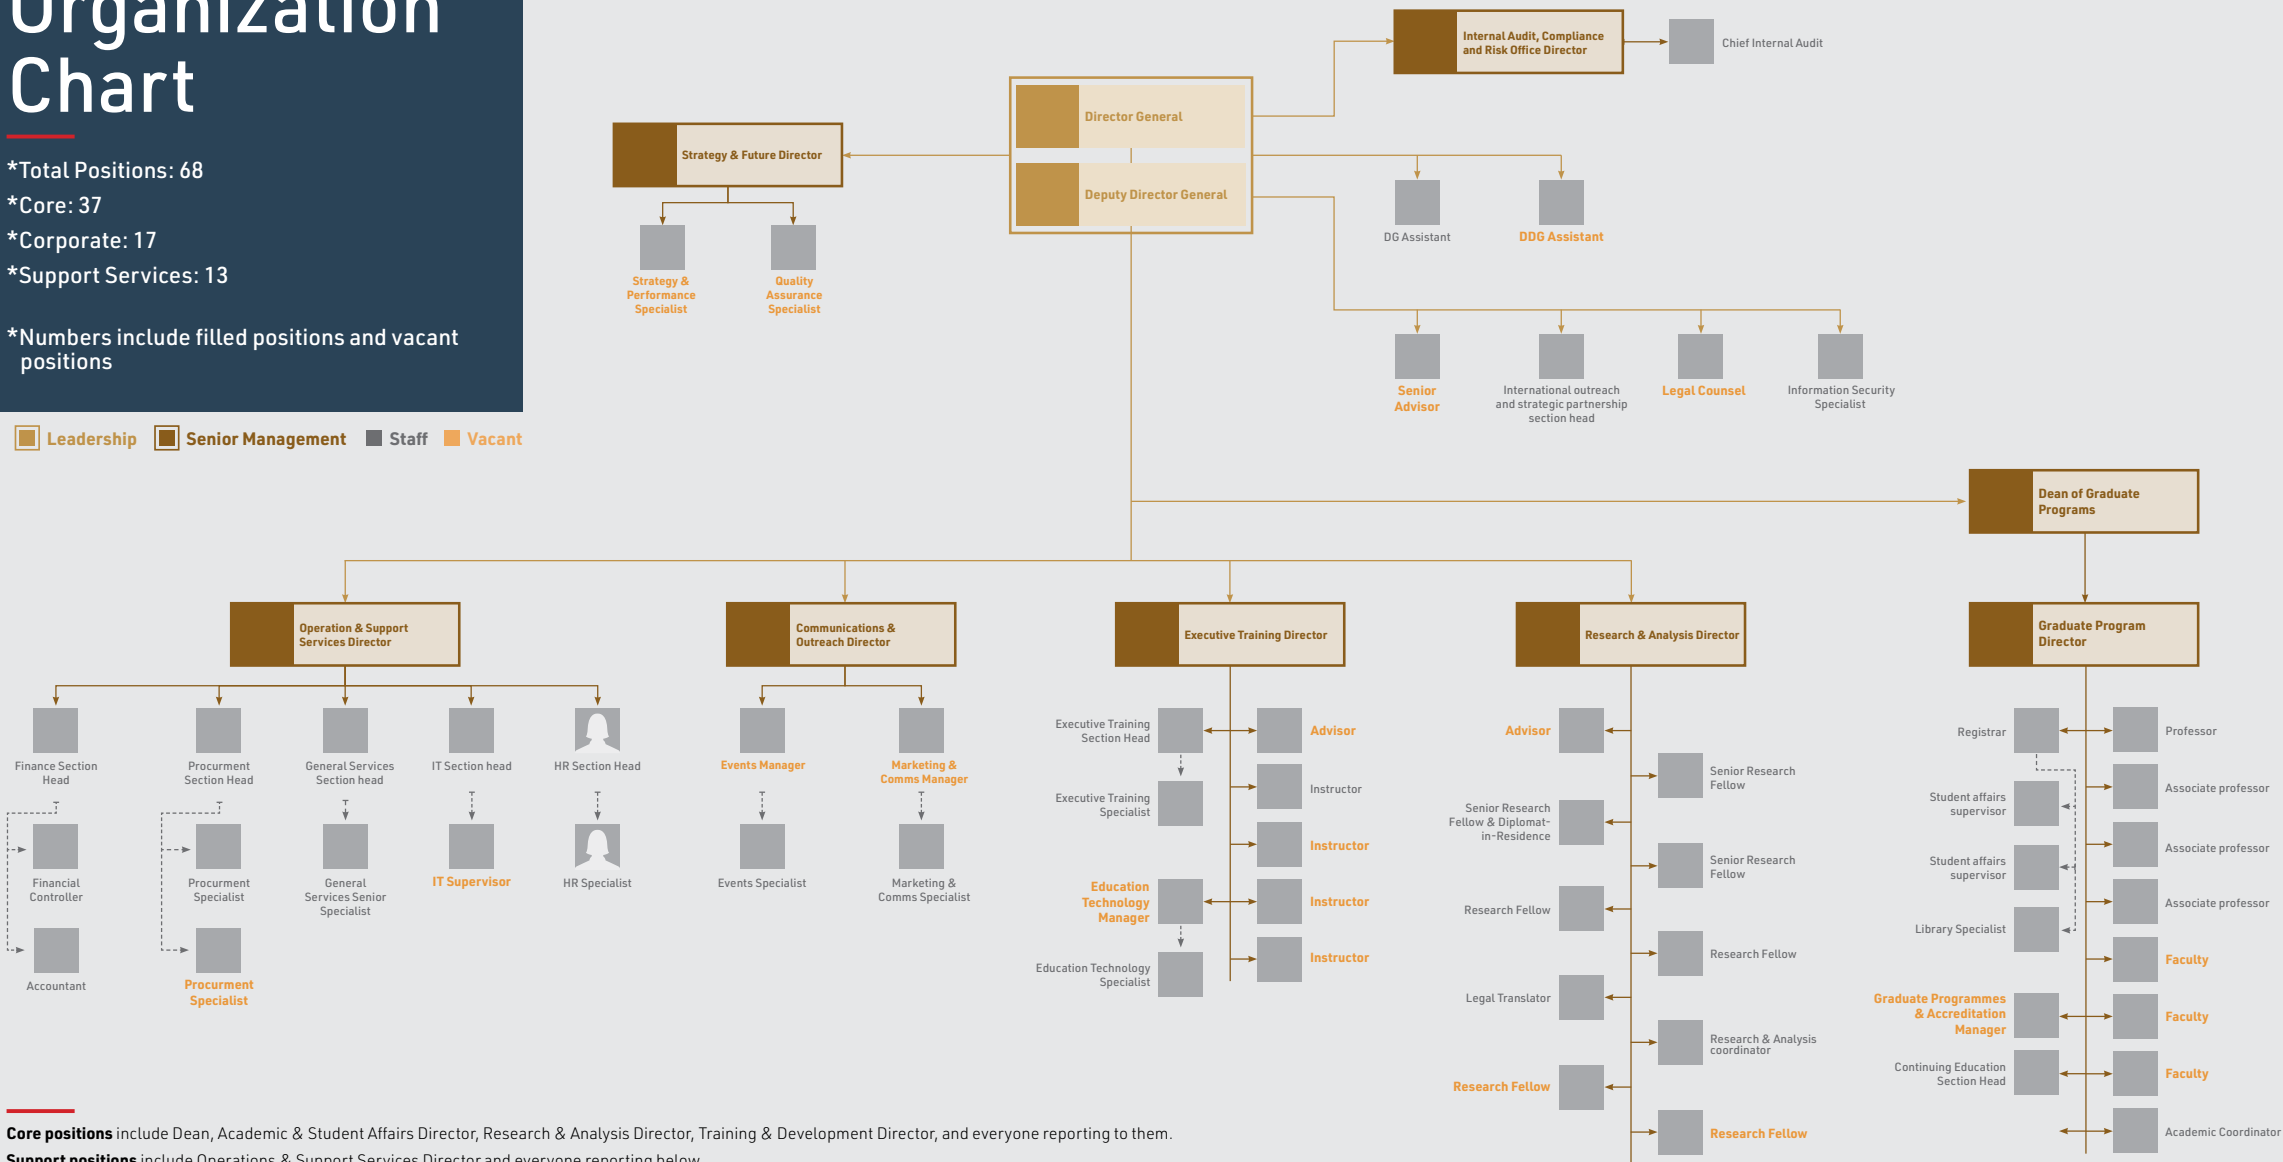 Organization
Chart
*Total Positions: 68
*Core: 37
*Corporate: 17
*Support Services: 13
*Numbers include filled positions and vacant
positions
Leadership
Senior Management
Staff
Vacant
Internal Audit, Compliance
and Risk Office Director
Chief Internal Audit
Director General
Deputy Director General
Strategy & Future Director
Strategy &
Performance
Specialist
Quality
Assurance
Specialist
DG Assistant
DDG Assistant
Senior
Advisor
International outreach
and strategic partnership
section head
Legal Counsel
Information Security
Specialist
Dean of Graduate
Programs
Operation & Support
Services Director
Communications &
Outreach Director
Executive Training Director
Research & Analysis Director
Graduate Program
Director
Finance Section
Head
Procurment
Section Head
General Services
Section head
IT Section head
HR Section Head
Financial
Controller
Procurment
Specialist
General
Services Senior
Specialist
IT Supervisor
HR Specialist
Accountant
Procurment
Specialist
Events Manager
Marketing &
Comms Manager
Events Specialist
Marketing &
Comms Specialist
Executive Training
Section Head
Advisor
Executive Training
Specialist
Instructor
Instructor
Education
Technology
Manager
Instructor
Education Technology
Specialist
Instructor
Advisor
Senior Research
Fellow
Senior Research
Fellow & Diplomat-
in-Residence
Senior Research
Fellow
Research Fellow
Research Fellow
Legal Translator
Research & Analysis
coordinator
Research Fellow
Research Fellow
Registrar
Professor
Student affairs
supervisor
Associate professor
Student affairs
supervisor
Associate professor
Library Specialist
Associate professor
Faculty
Graduate Programmes
& Accreditation
Manager
Faculty
Continuing Education
Section Head
Faculty
Academic Coordinator
Core positions include Dean, Academic & Student Affairs Director, Research & Analysis Director, Training & Development Director, and everyone reporting to them.
Support positions include Operations & Support Services Director and everyone reporting below